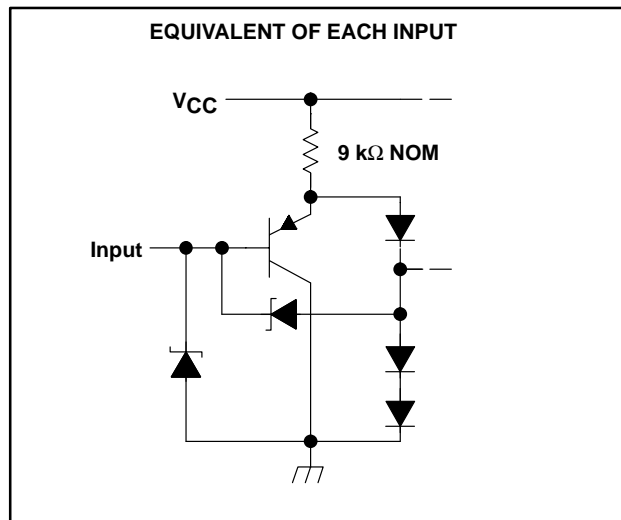 EQUIVALENT OF EACH INPUT
VCC
9 kΩ NOM
Input